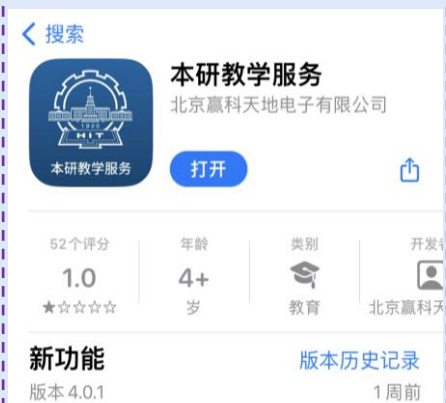 搜索
本研教学服务
北京赢科天地电子有限公司
1920
HIT
本研教学服务
打开
52个评分
年龄
类别
开发
1.0
4+
★☆☆☆☆
岁
教育
北京赢科天
新功能
版本历史记录
版本 4.0.1
1周前